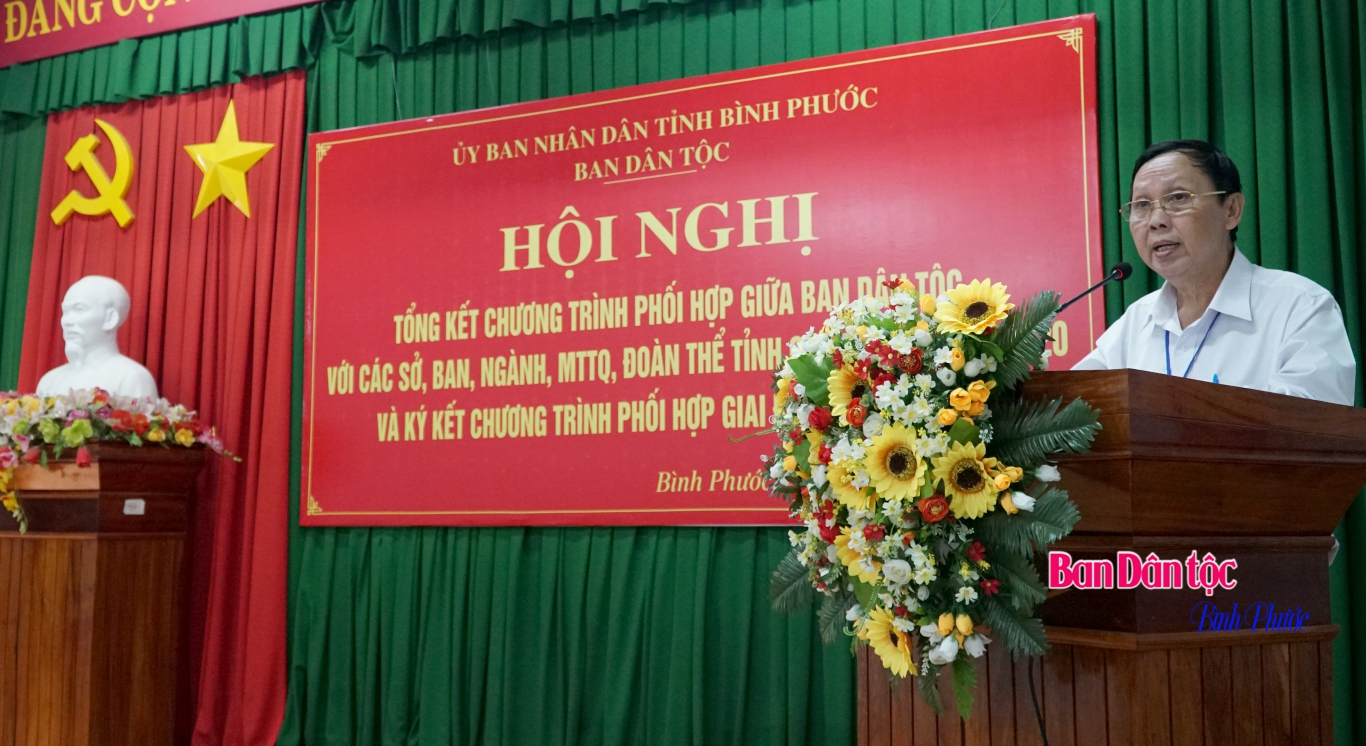 ĐẢNG CỘN
ỦY BAN NHÂN DÂN TỈNH BÌNH PHƯỚC
BAN DÂN TỘC
HỘI NGHỊ
TỔNG KẾT CHƯƠNG TRÌNH PHỐI HỢP GIỮA BAN DÂN TỘC
VỚI CÁC SỞ, BAN, NGÀNH, MTTQ, ĐOÀN THỂ TỈNH 20
VÀ KÝ KẾT CHƯƠNG TRÌNH PHỐI HỢP GIAI
Bình Phước
Ban Dân tộc
Bình Phước